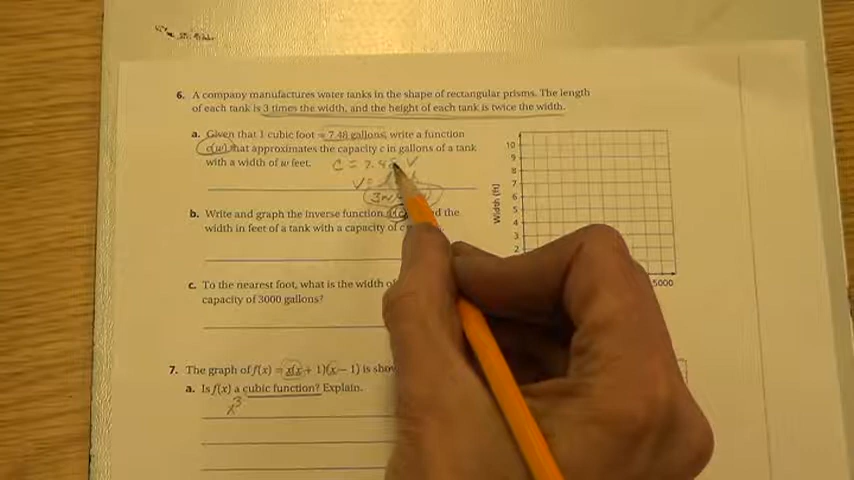 6. A company manufactures water tanks in the shape of rectangular prisms. The length
of each tank is 3 times the width, and the height of each tank is twice the width.
a. Given that 1 cubic foot ≈ 7.48 gallons, write a function
c(w) that approximates the capacity c in gallons of a tank
with a width of w feet.
c = 7.48 V
V =
b. Write and graph the inverse function the
width in feet of a tank with a capacity of c
c. To the nearest foot, what is the width of
capacity of 3000 gallons?
Width (ft)
10
9
8
7
6
5
4
3
2
5000
7. The graph of f(x) = x(x + 1)(x − 1) is
a. Is f(x) a cubic function? Explain.
x³